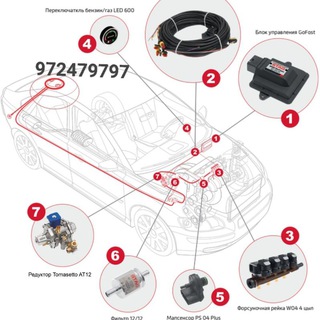 Переключатель бензин/газ LED 600
Блок управления GoFast
4
2
1
972479797
4
2
1
7
6
5
3
7
3
Редуктор Tomasetto AT12
6
5
Форсуночная рейка W04 4 цил
Фильтр 12/12
Мапсенсор PS 04 Plus